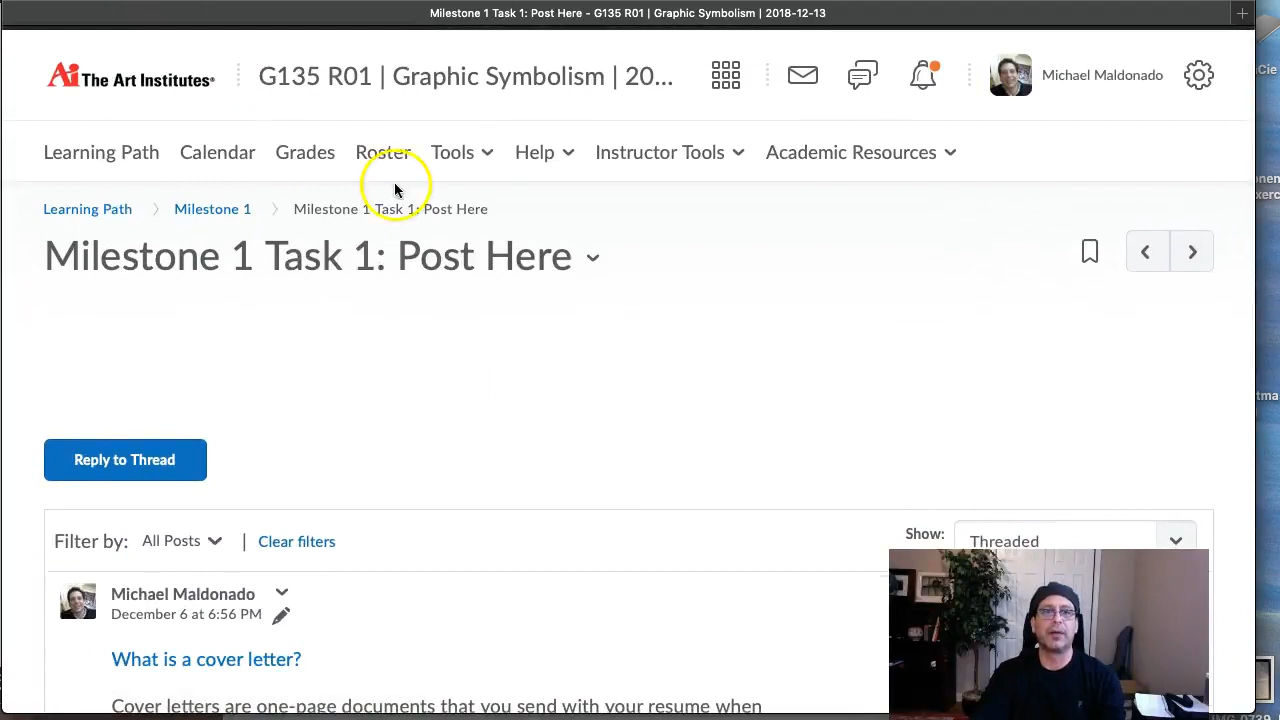 Milestone 1 Task 1: Post Here - G135 R01 | Graphic Symbolism | 2018-12-13
Ai The Art Institutes®
G135 R01 | Graphic Symbolism | 20...
Michael Maldonado
Learning Path Calendar Grades Roster Tools Help Instructor Tools Academic Resources
Learning Path Milestone 1 Milestone 1 Task 1: Post Here
Milestone 1 Task 1: Post Here
Reply to Thread
Filter by: All Posts | Clear filters
Show: Threaded
Michael Maldonado
December 6 at 6:56 PM
What is a cover letter?
Cover letters are one-page documents that you send with your resume when